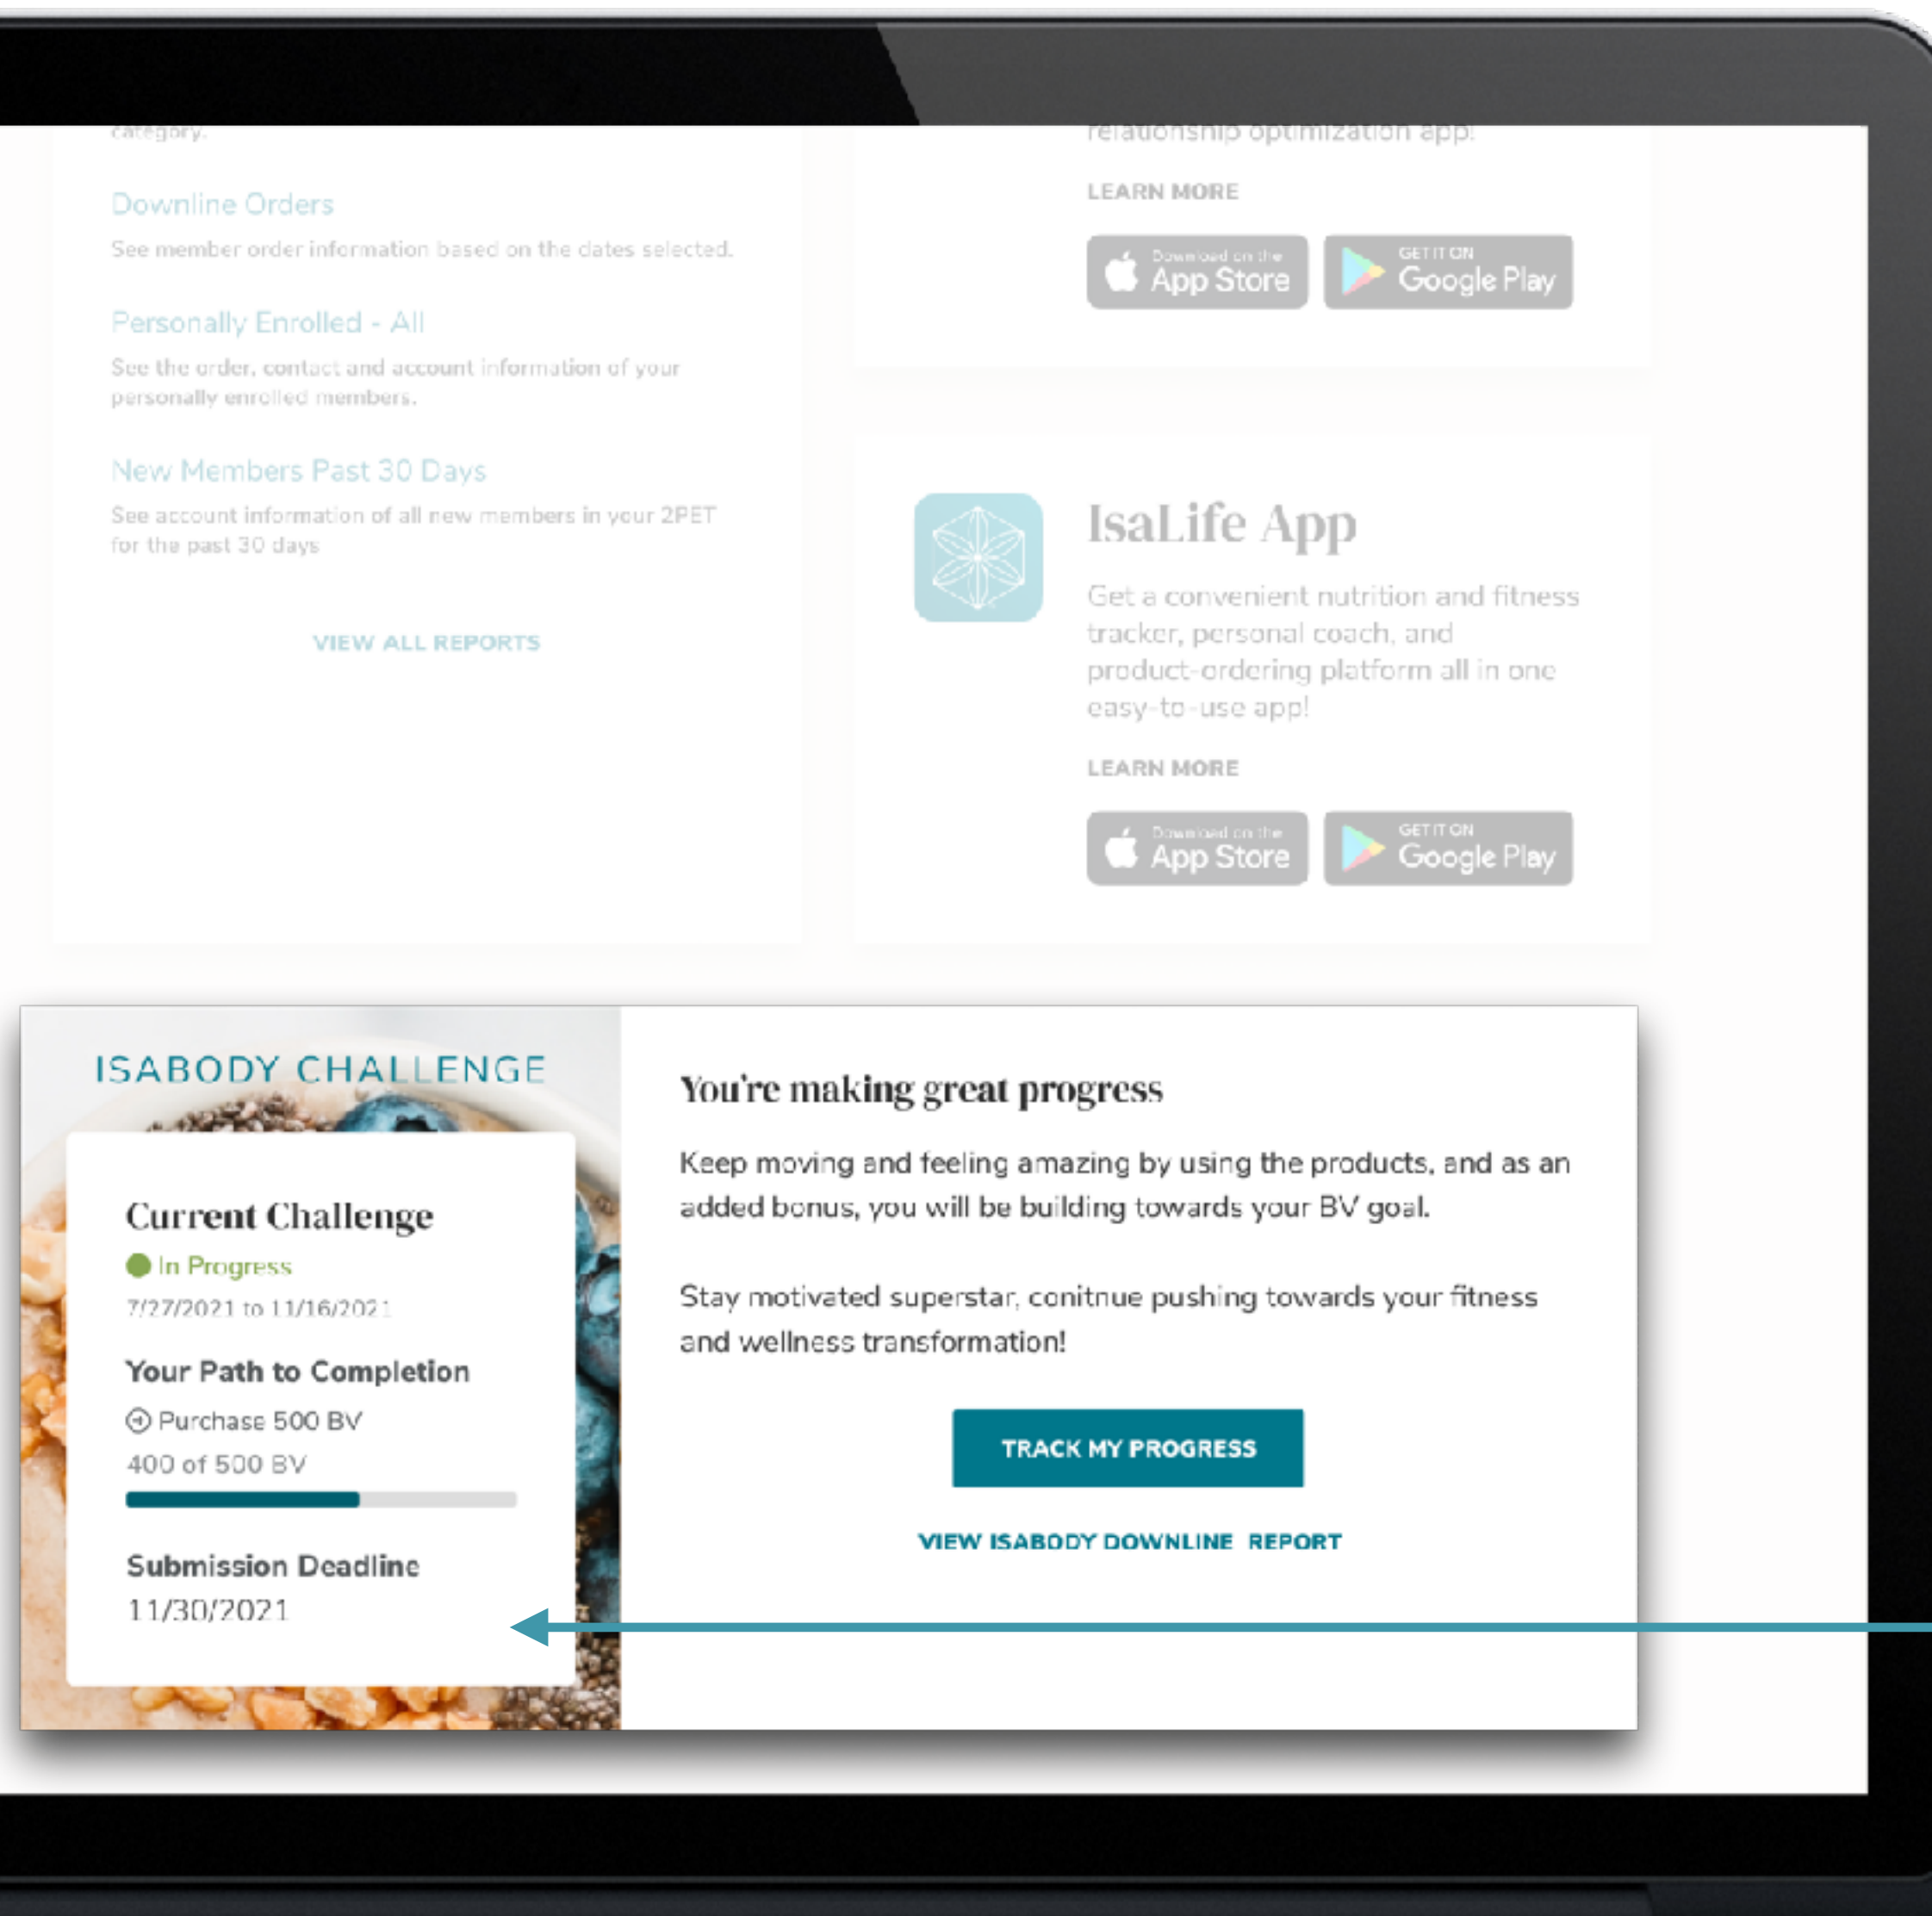 category.
Downline Orders
See member order information based on the dates selected.
Personally Enrolled - All
See the order, contact and account information of your
personally enrolled members.
New Members Past 30 Days
See account information of all new members in your 2PET
for the past 30 days
VIEW ALL REPORTS
relationship optimization app!
LEARN MORE
Download on the
App Store
GET IT ON
Google Play
IsaLife App
Get a convenient nutrition and fitness
tracker, personal coach, and
product-ordering platform all in one
easy-to-use app!
LEARN MORE
Download on the
App Store
GET IT ON
Google Play
ISABODY CHALLENGE
Current Challenge
In Progress
7/27/2021 to 11/16/2021
Your Path to Completion
Purchase 500 BV
400 of 500 BV
Submission Deadline
11/30/2021
You're making great progress
Keep moving and feeling amazing by using the products, and as an
added bonus, you will be building towards your BV goal.
Stay motivated superstar, conitnue pushing towards your fitness
and wellness transformation!
TRACK MY PROGRESS
VIEW ISABODY DOWNLINE REPORT